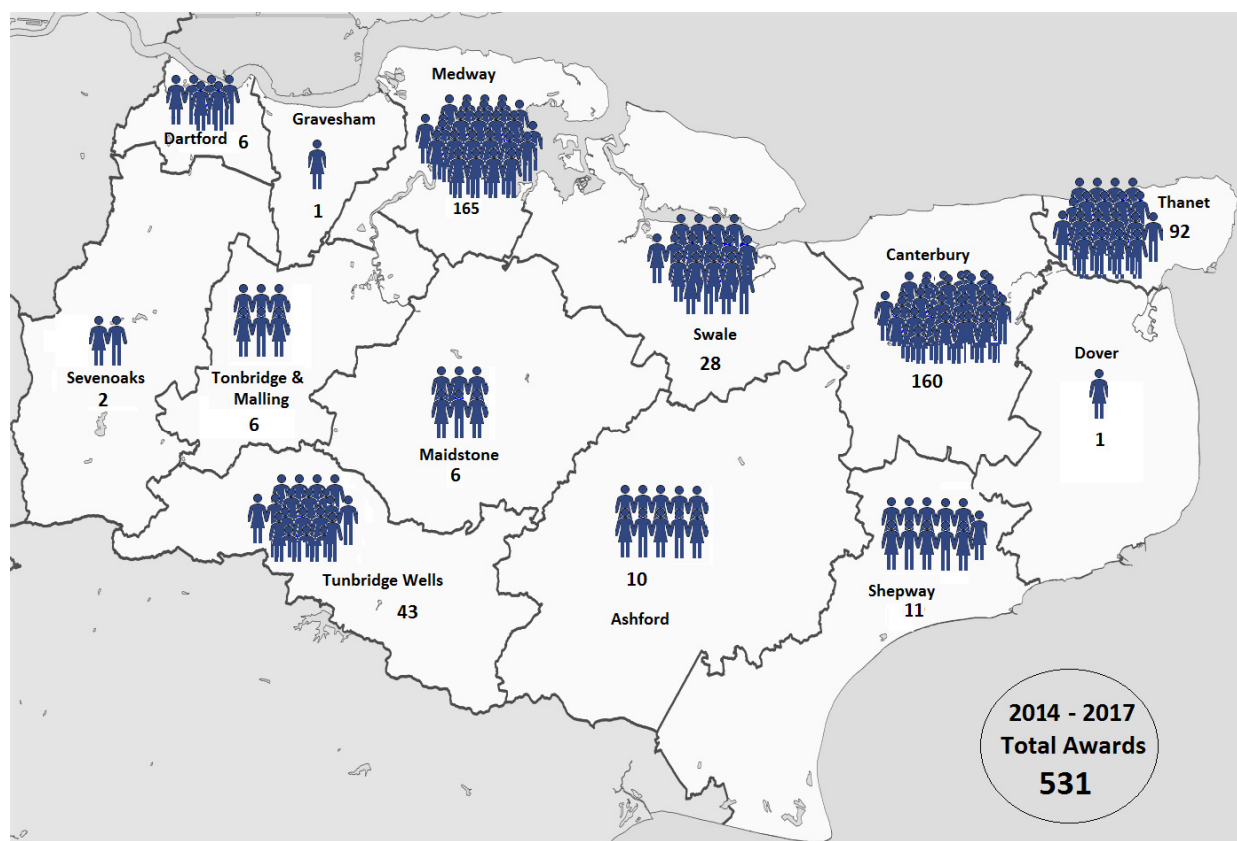 Medway
165
Dartford 6
Gravesham
1
Thanet
92
Canterbury
160
Swale
28
Dover
1
Sevenoaks
2
Tonbridge &
Malling
6
Maidstone
6
Tunbridge Wells
43
10
Ashford
Shepway
11
2014 - 2017
Total Awards
531